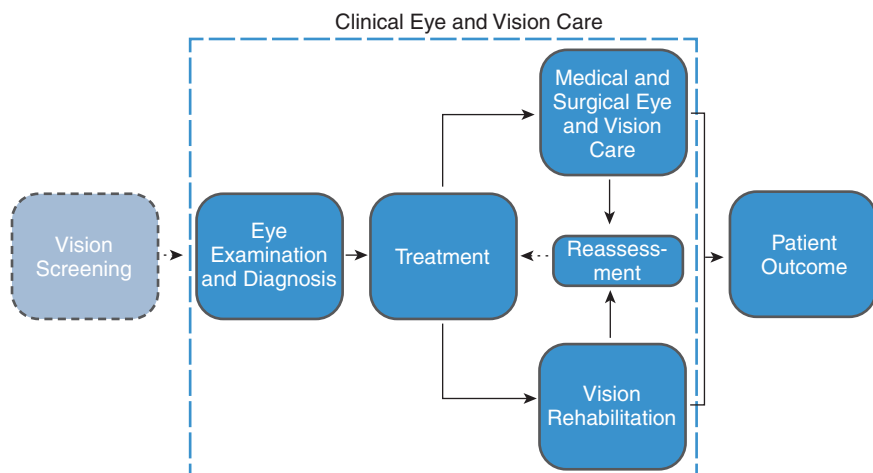 Clinical Eye and Vision Care
Medical and
Surgical Eye
and Vision
Care
Vision
Screening
Eye
Examination
and Diagnosis
Treatment
Reassess-
ment
Patient
Outcome
Vision
Rehabilitation